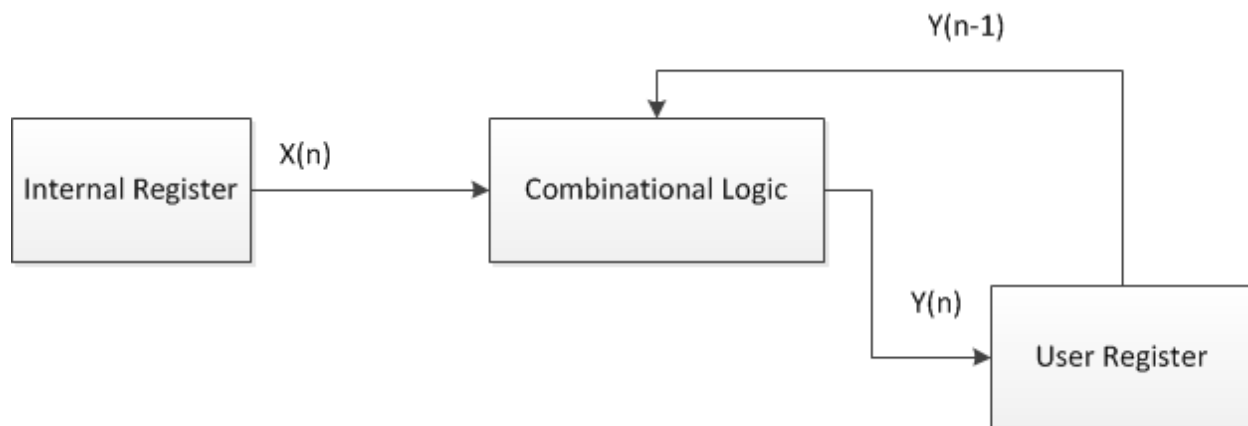 Y(n-1)
X(n)
Internal Register
Combinational Logic
Y(n)
User Register